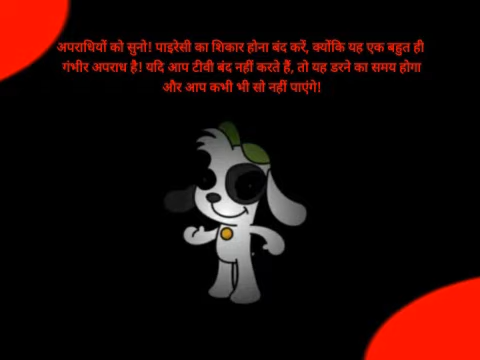 अपराधियों को सुनो! पाइरेसी का शिकार होना बंद करें, क्योंकि यह एक बहुत ही
गंभीर अपराध है! यदि आप टीवी बंद नहीं करते हैं, तो यह डरने का समय होगा
और आप कभी भी सो नहीं पाएंगे!